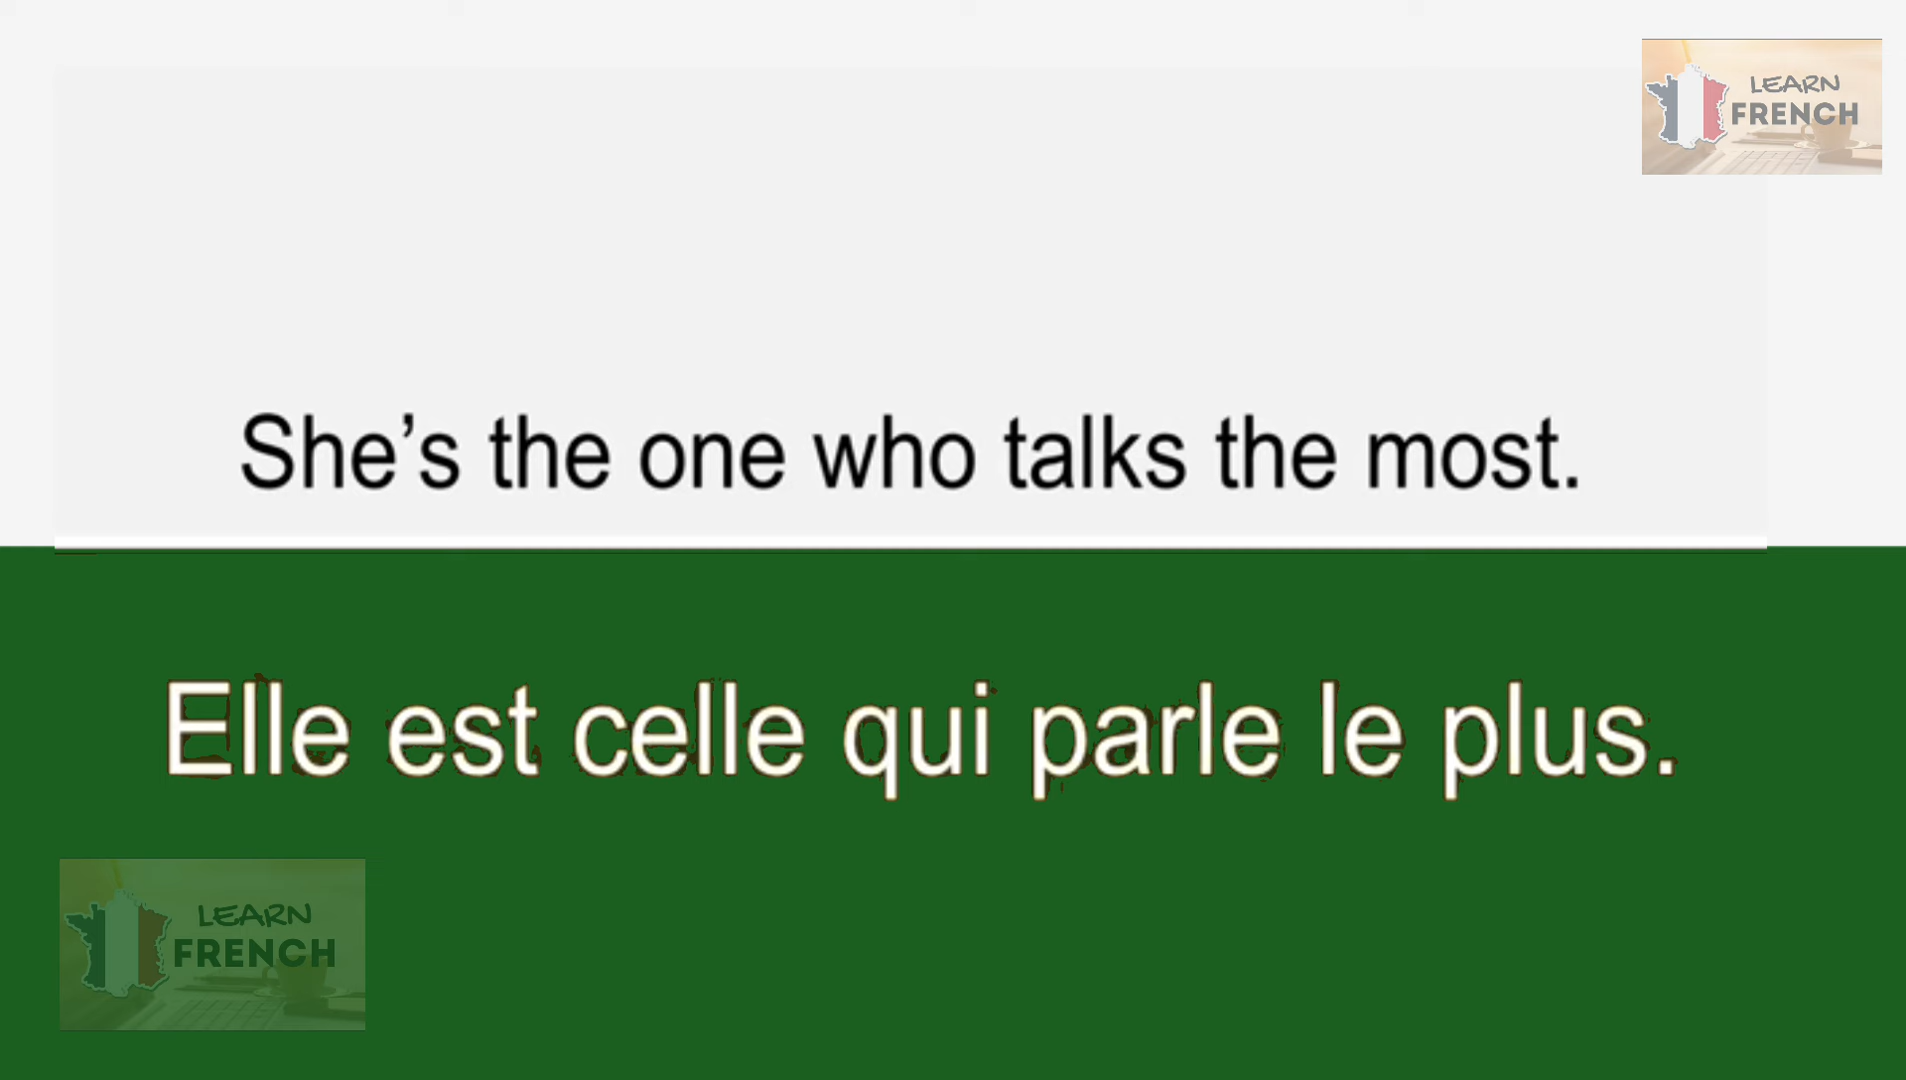 LEARN
FRENCH
She’s the one who talks the most.
Elle est celle qui parle le plus.
LEARN
FRENCH